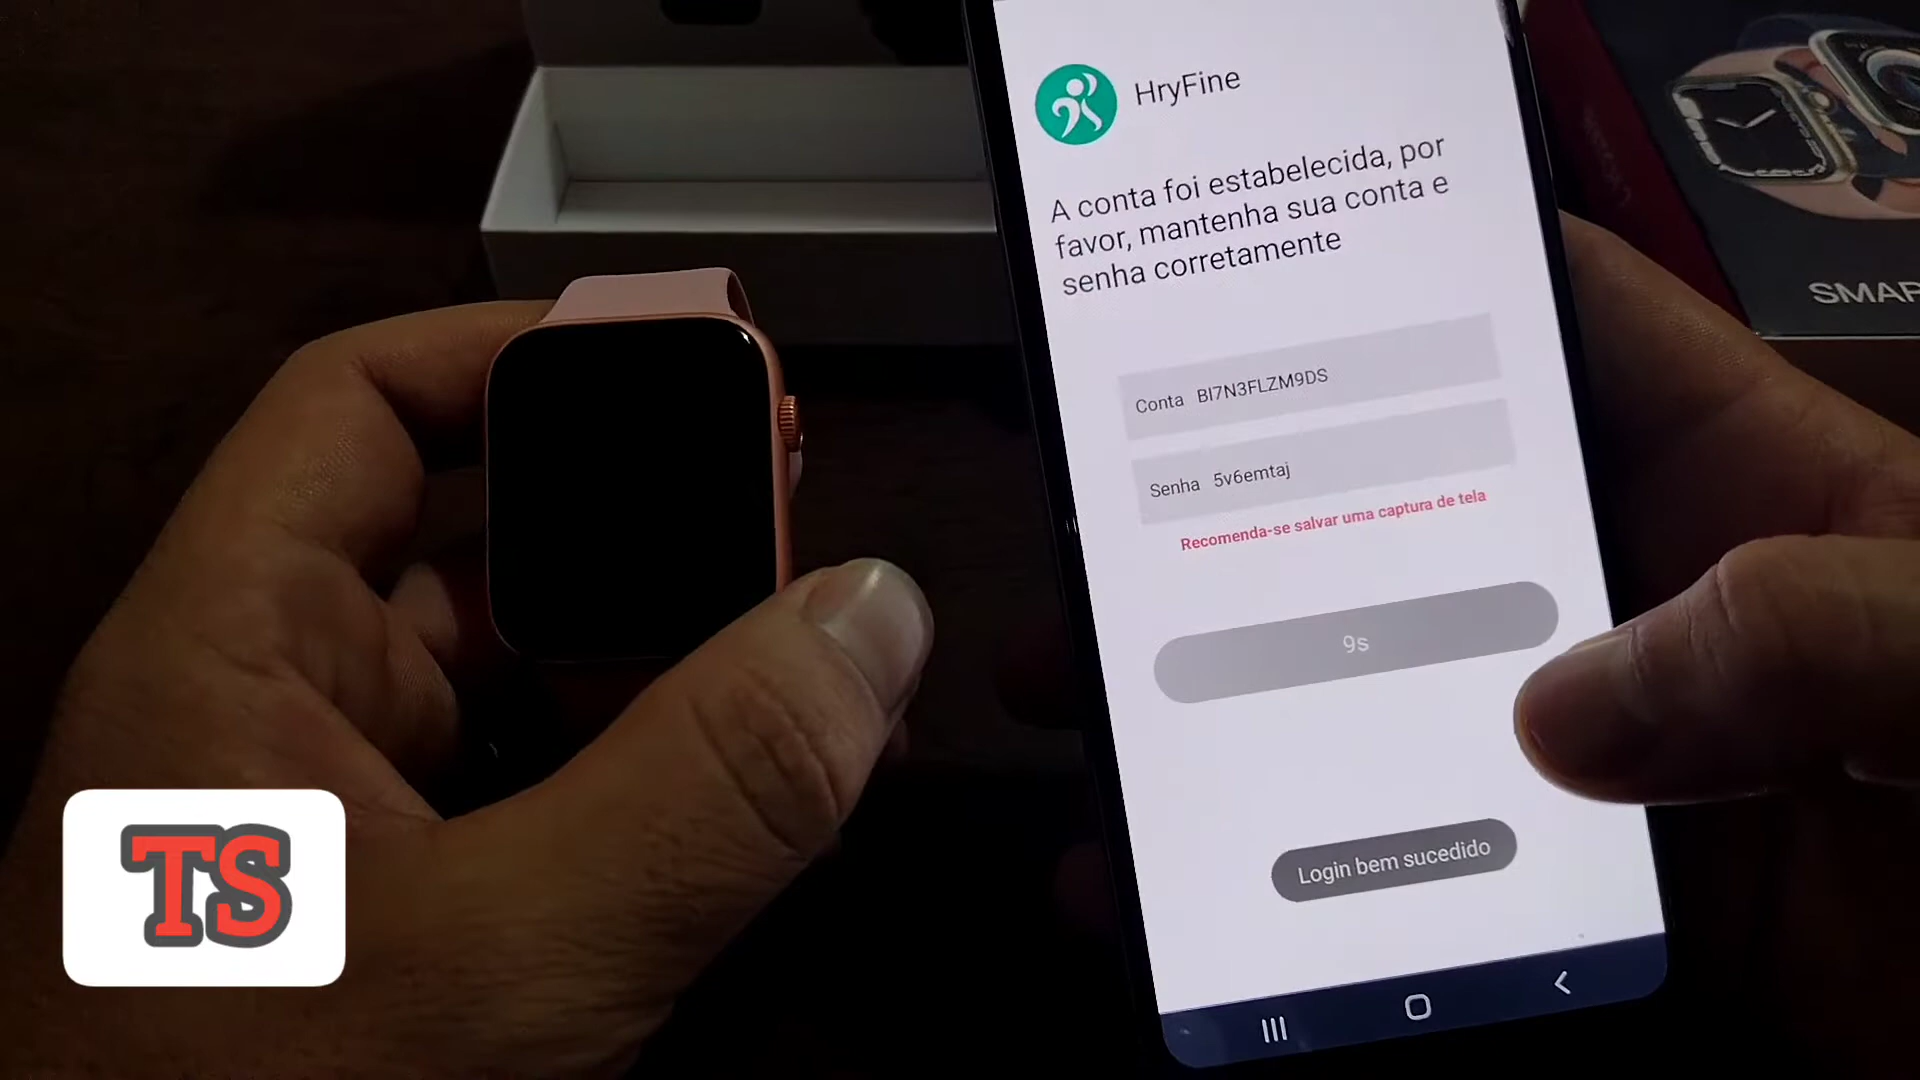 HryFine
A conta foi estabelecida, por
favor, mantenha sua conta e
senha corretamente
Conta BI7N3FLZM9DS
Senha 5v6emtaj
Recomenda-se salvar uma captura de tela
9s
Login bem sucedido
SMAR
TS